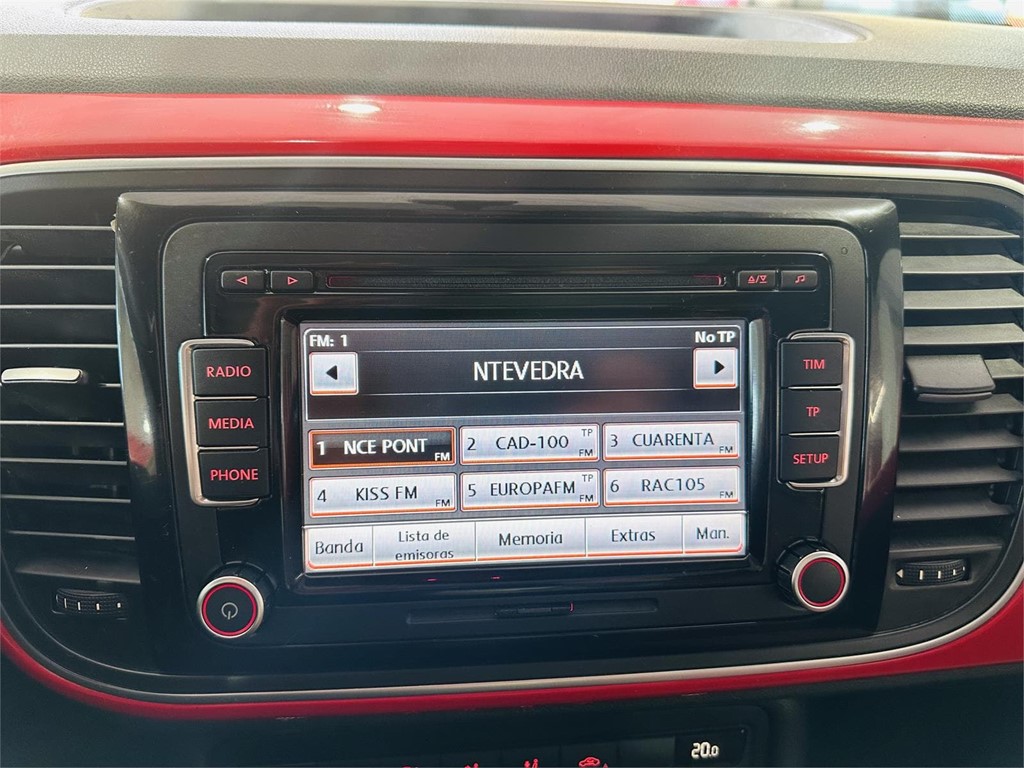 FM: 1 No TP
NTEVEDRA
RADIO
MEDIA
PHONE
TIM
TP
SETUP
1 NCE PONT FM
2 CAD-100 TP FM
3 CUARENTA FM
4 KISS FM FM
5 EUROPAFM TP FM
6 RAC105 FM
Banda
Lista de
emisoras
Memoria
Extras
Man.
20.0